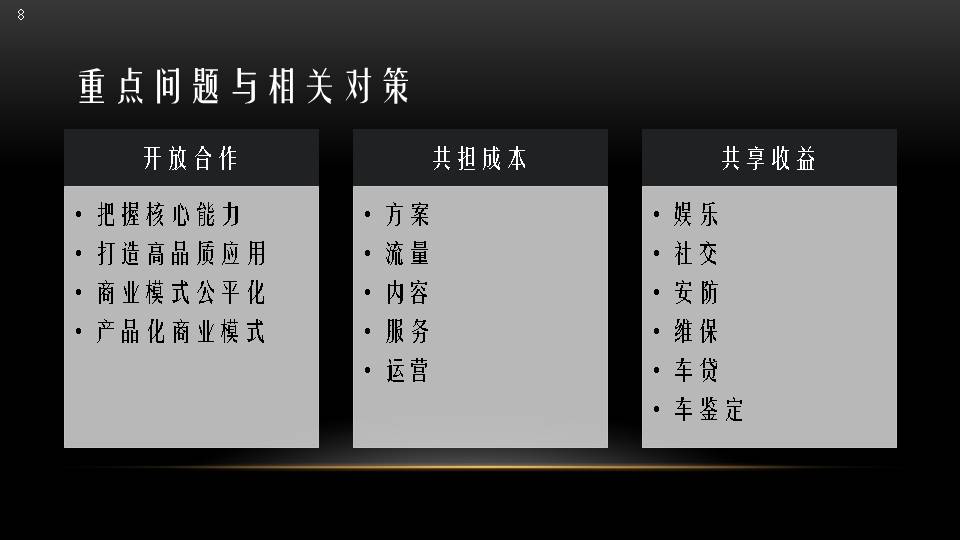 8
重点问题与相关对策
开放合作
• 把握核心能力
• 打造高品质应用
• 商业模式公平化
• 产品化商业模式
共担成本
• 方案
• 流量
• 内容
• 服务
• 运营
共享收益
• 娱乐
• 社交
• 安防
• 维保
• 车贷
• 车鉴定